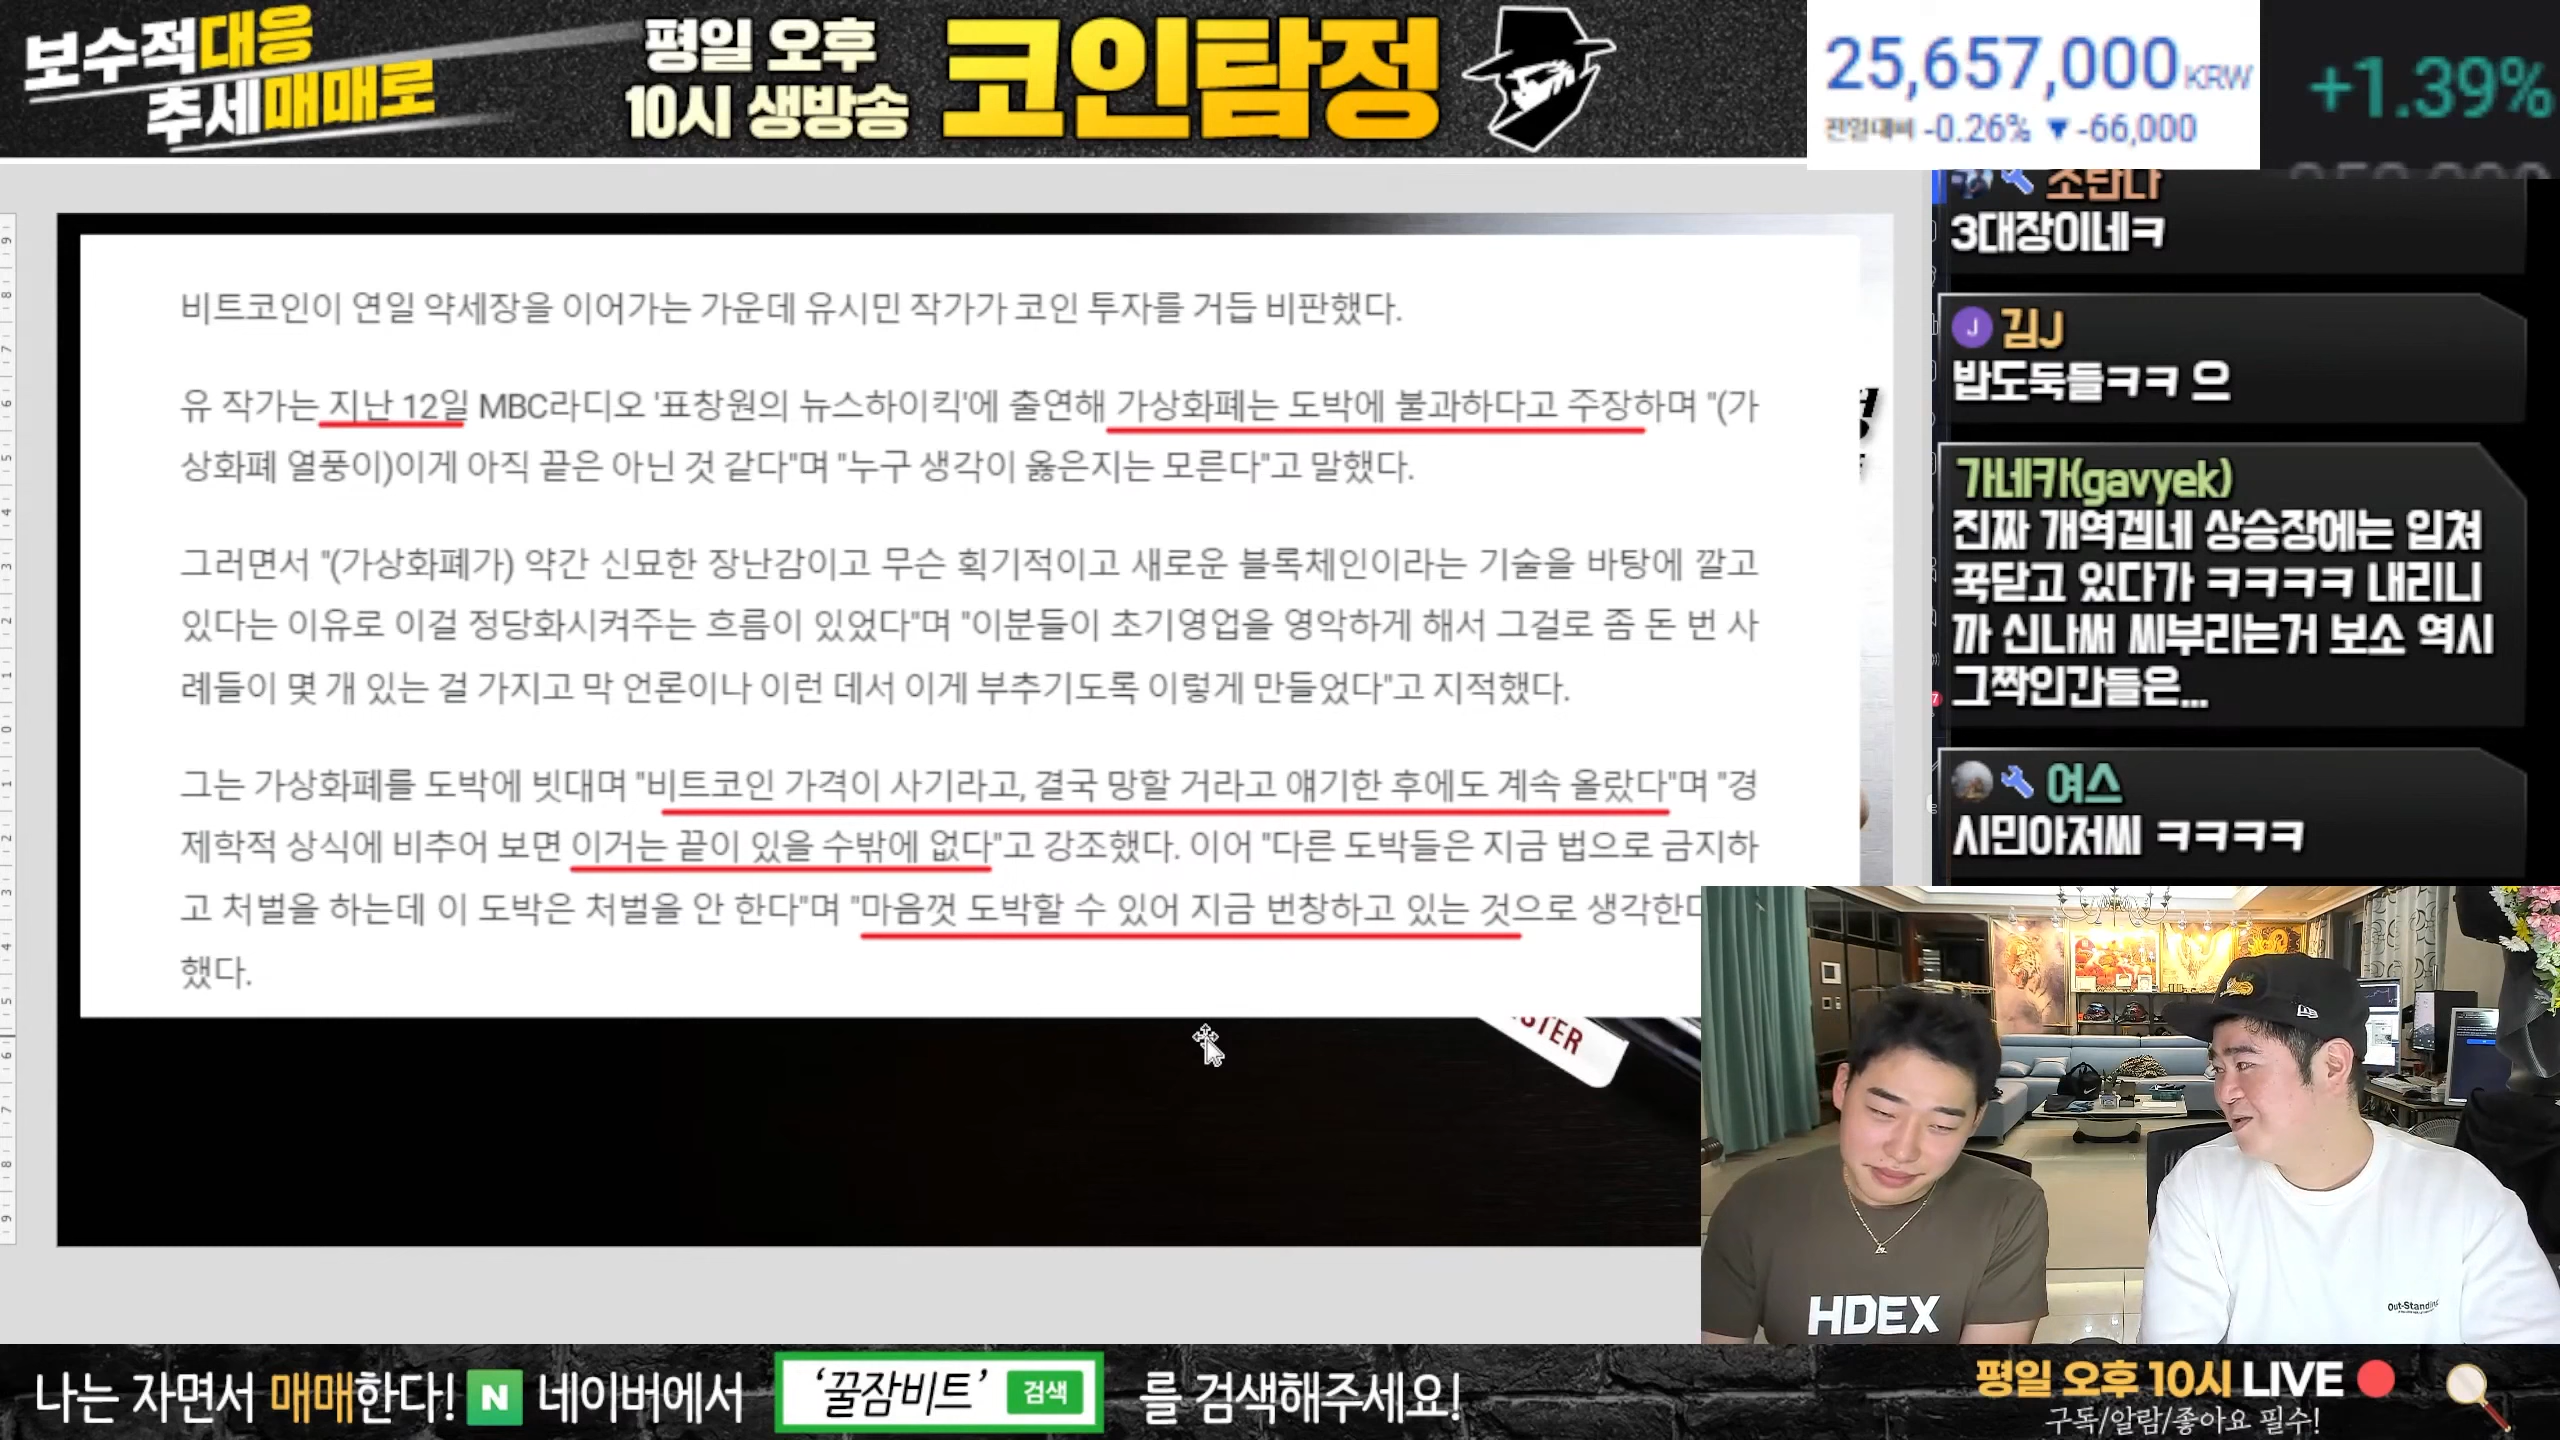 보수적대응
추세매매로
평일 오후
10시 생방송
코인탐정
25,657,000 KRW
전일대비 -0.26% ▼ -66,000
+1.39%
소탄나
3대장이네ㅋ
J 김J
밥도둑들ㅋㅋ 으
가네카(gavyek)
진짜 개역겹네 상승장에는 입쳐
꾹닫고 있다가 ㅋㅋㅋㅋ 내리니
까 신나써 씨부리는거 보소 역시
그짝인간들은...
여스
시민아저씨 ㅋㅋㅋㅋ
비트코인이 연일 약세장을 이어가는 가운데 유시민 작가가 코인 투자를 거듭 비판했다.
유 작가는 지난 12일 MBC라디오 '표창원의 뉴스하이킥'에 출연해 가상화폐는 도박에 불과하다고 주장하며 "(가
상화폐 열풍이)이게 아직 끝은 아닌 것 같다"며 "누구 생각이 옳은지는 모른다"고 말했다.
그러면서 "(가상화폐가) 약간 신묘한 장난감이고 무슨 획기적이고 새로운 블록체인이라는 기술을 바탕에 깔고
있다는 이유로 이걸 정당화시켜주는 흐름이 있었다"며 "이분들이 초기영업을 영악하게 해서 그걸로 좀 돈 번 사
례들이 몇 개 있는 걸 가지고 막 언론이나 이런 데서 이게 부추기도록 이렇게 만들었다"고 지적했다.
그는 가상화폐를 도박에 빗대며 "비트코인 가격이 사기라고, 결국 망할 거라고 얘기한 후에도 계속 올랐다"며 "경
제학적 상식에 비추어 보면 이거는 끝이 있을 수밖에 없다"고 강조했다. 이어 "다른 도박들은 지금 법으로 금지하
고 처벌을 하는데 이 도박은 처벌을 안 한다"며 "마음껏 도박할 수 있어 지금 번창하고 있는 것으로 생각한다
했다.
STER
HDEX
Out-Standing
나는 자면서 매매한다! N 네이버에서 '꿀잠비트' 검색 를 검색해주세요!
평일 오후 10시 LIVE
구독/알람/좋아요 필수!